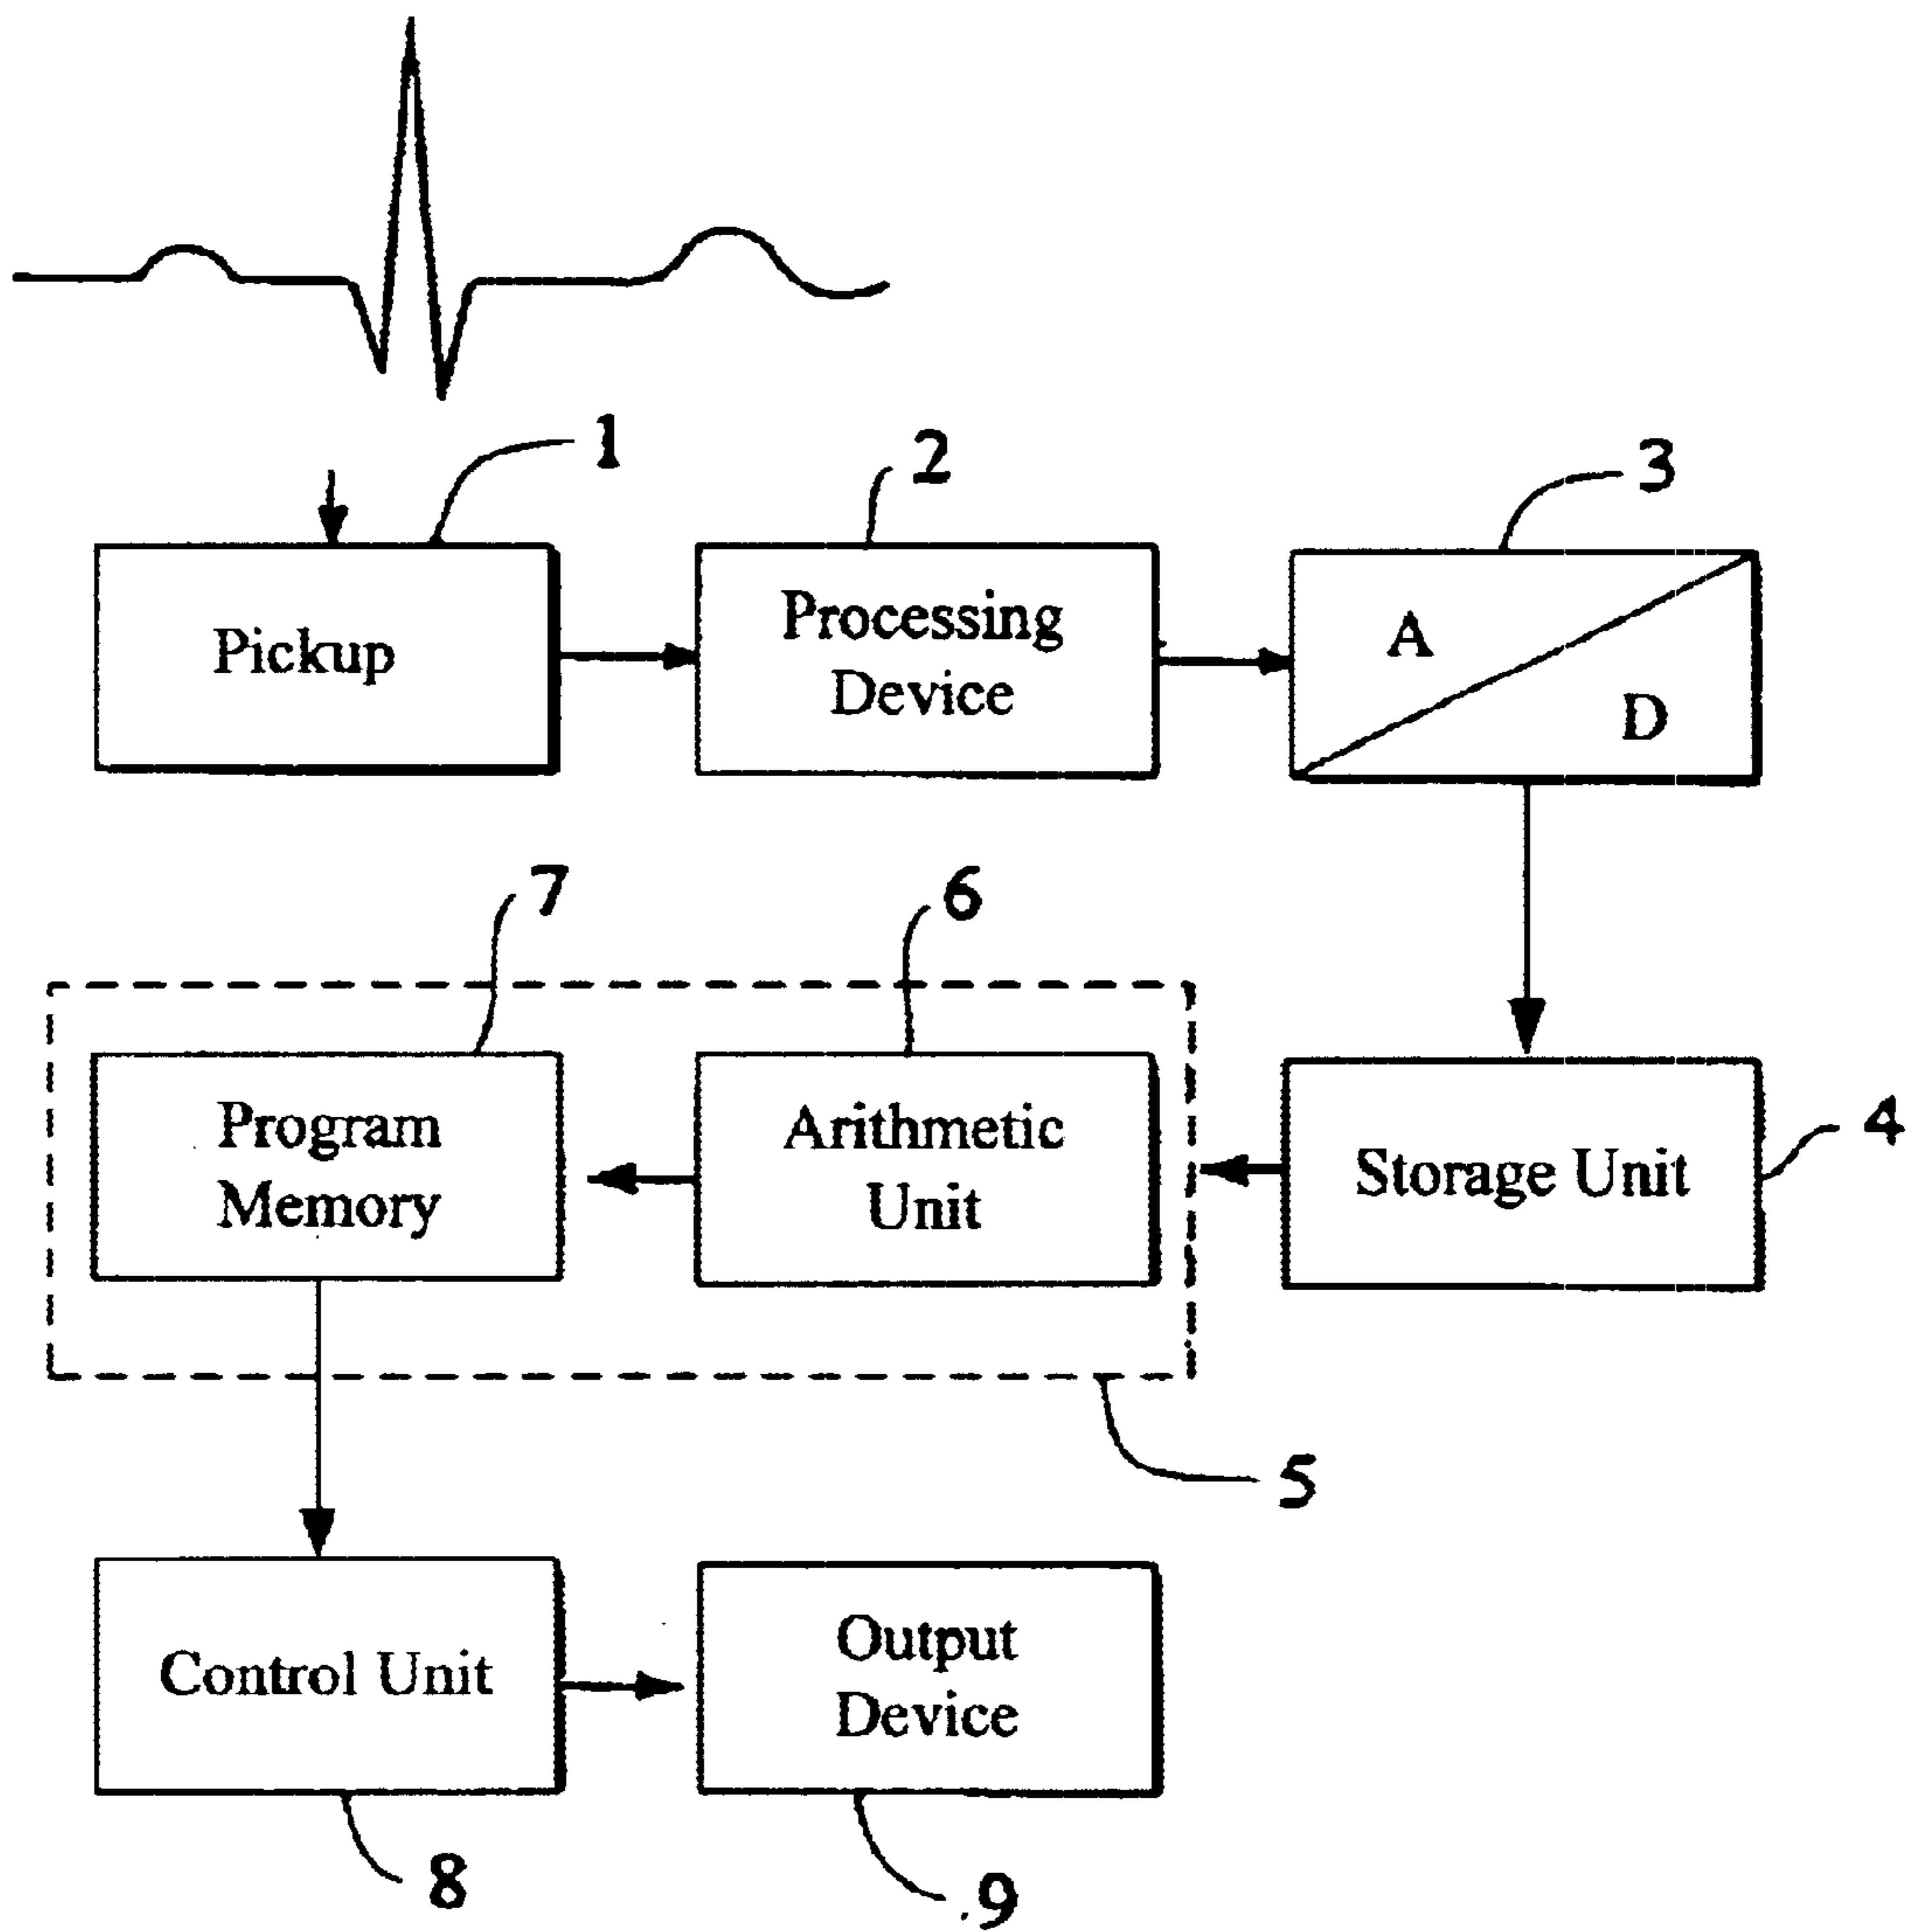 1
2
3
Pickup
Processing
Device
A
D
7
6
Program
Memory
Arithmetic
Unit
Storage Unit
4
5
Control Unit
Output
Device
8
9